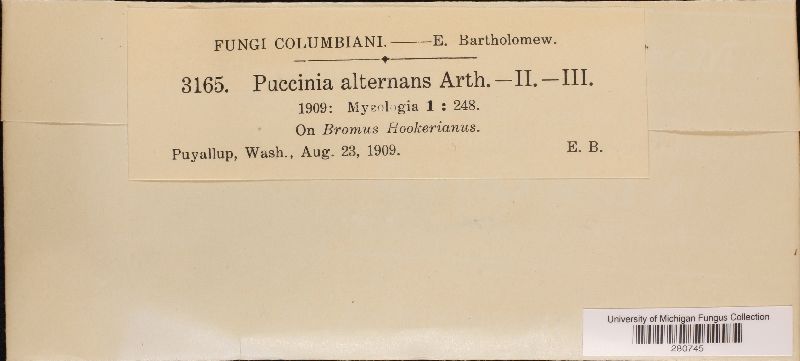 FUNGI COLUMBIANI.——E. Bartholomew.
3165. Puccinia alternans Arth.—II.—III.
1909: Mycologia 1 : 248.
On Bromus Hookerianus.
Puyallup, Wash., Aug. 23, 1909. E. B.
University of Michigan Fungus Collection
280745